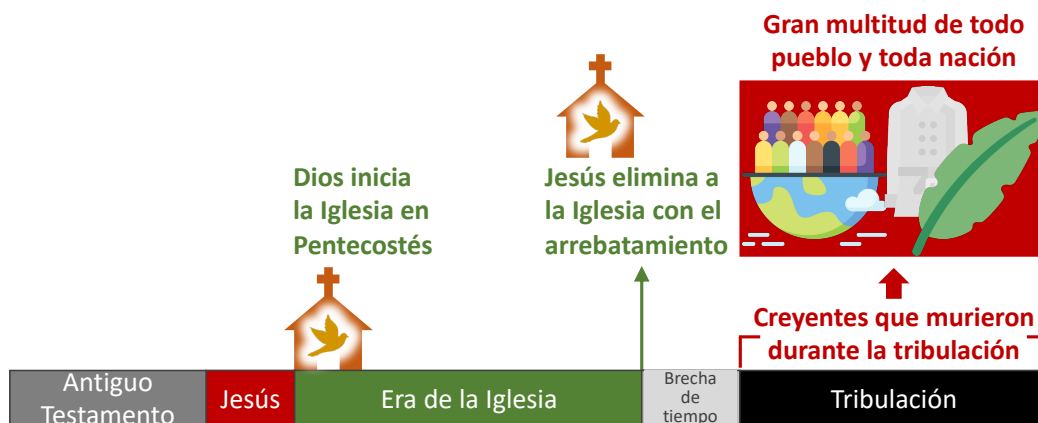 Gran multitud de todo
pueblo y toda nación
Dios inicia
la Iglesia en
Pentecostés
Jesús elimina a
la Iglesia con el
arrebatamiento
Creyentes que murieron
durante la tribulación
Antiguo
Testamento
Jesús
Era de la Iglesia
Brecha
de
tiempo
Tribulación